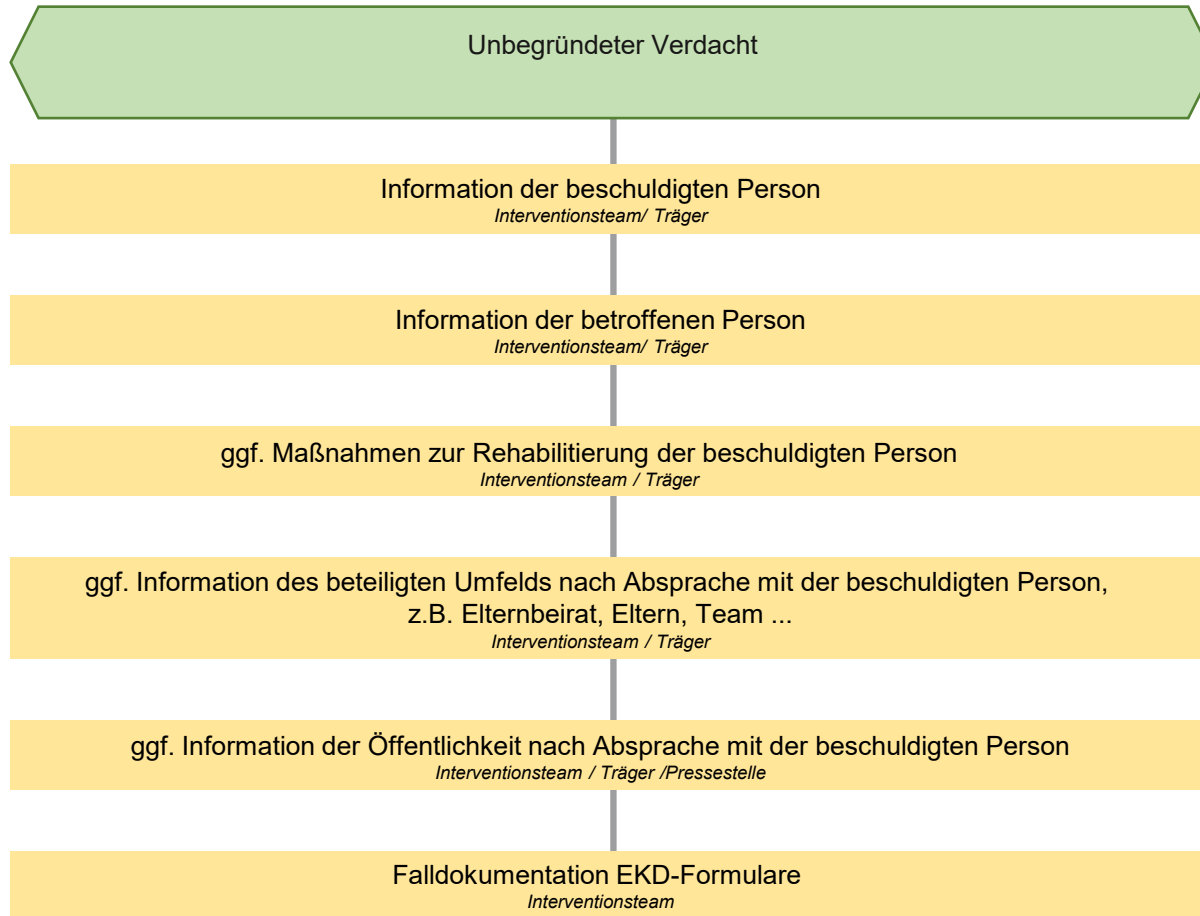 Unbegründeter Verdacht
Information der beschuldigten Person
Interventionsteam/ Träger
Information der betroffenen Person
Interventionsteam/ Träger
ggf. Maßnahmen zur Rehabilitierung der beschuldigten Person
Interventionsteam / Träger
ggf. Information des beteiligten Umfelds nach Absprache mit der beschuldigten Person,
z.B. Elternbeirat, Eltern, Team ...
Interventionsteam / Träger
ggf. Information der Öffentlichkeit nach Absprache mit der beschuldigten Person
Interventionsteam / Träger /Pressestelle
Falldokumentation EKD-Formulare
Interventionsteam